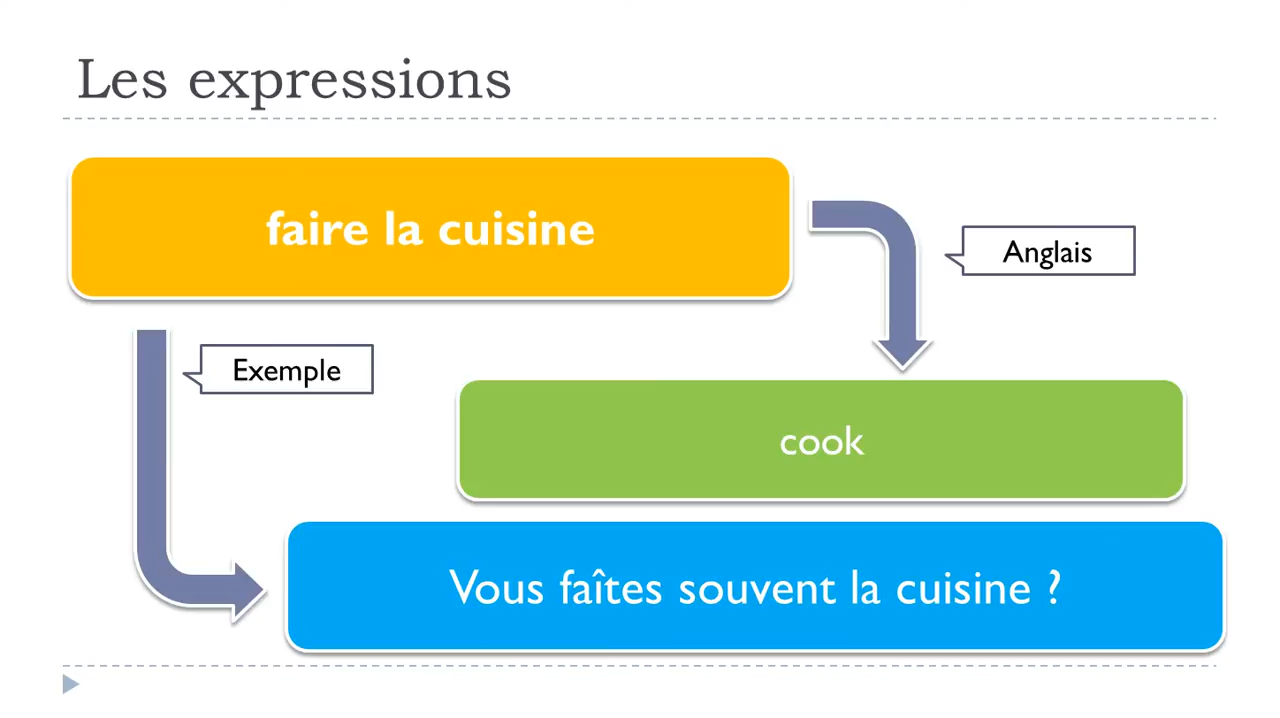 Les expressions
faire la cuisine
Anglais
Exemple
cook
Vous faîtes souvent la cuisine ?